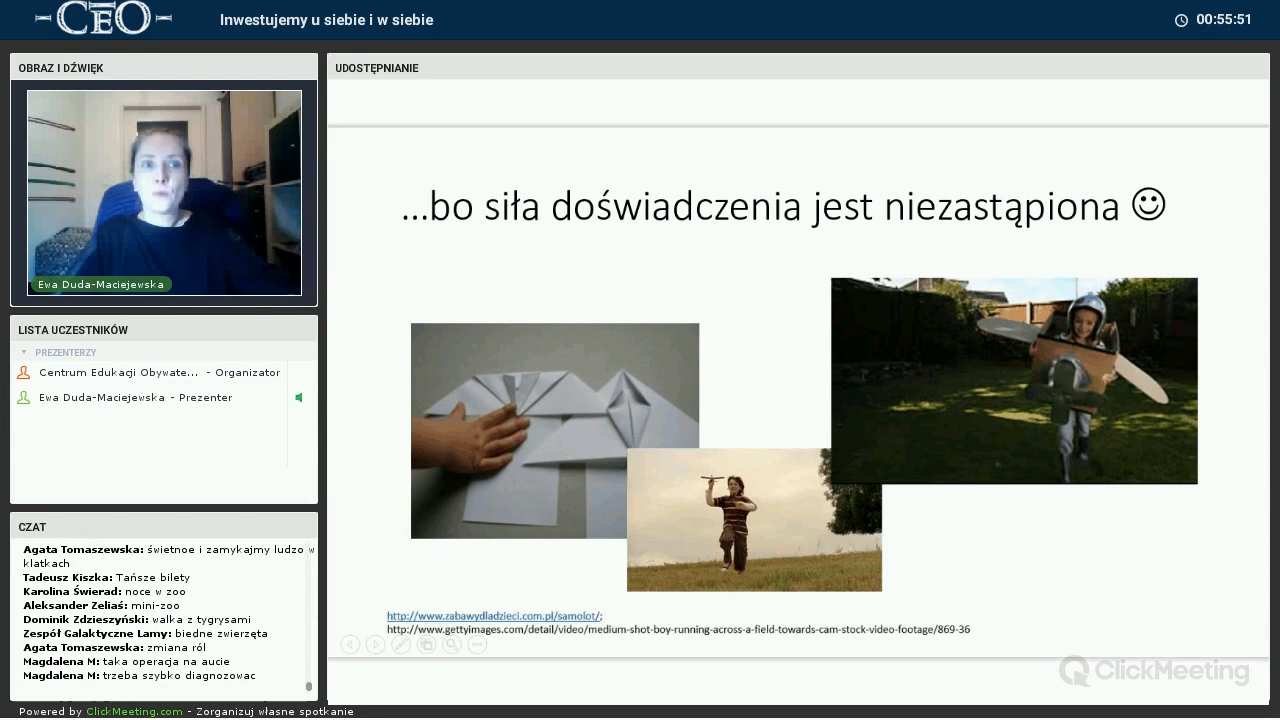 CEO
Inwestujemy u siebie i w siebie
00:55:51
OBRAZ I DŹWIĘK
Ewa Duda-Maciejewska
LISTA UCZESTNIKÓW
PREZENTERZY
Centrum Edukacji Obywate... - Organizator
Ewa Duda-Maciejewska - Prezenter
CZAT
Agata Tomaszewska: świetnoe i zamykajmy ludzo w
klatkach
Tadeusz Kiszka: Tańsze bilety
Karolina Świerad: noce w zoo
Aleksander Zeliaś: mini-zoo
Dominik Zdzieszyński: walka z tygrysami
Zespół Galaktyczne Lamy: biedne zwierzęta
Agata Tomaszewska: zmiana ról
Magdalena M: taka operacja na aucie
Magdalena M: trzeba szybko diagnozowac
Powered by ClickMeeting.com - Zorganizuj własne spotkanie
UDOSTĘPNIANIE
...bo siła doświadczenia jest niezastąpiona ☺
http://www.zabawydladzieci.com.pl/samolot/;
http://www.gettyimages.com/detail/video/medium-shot-boy-running-across-a-field-towards-cam-stock-video-footage/869-36
ClickMeeting